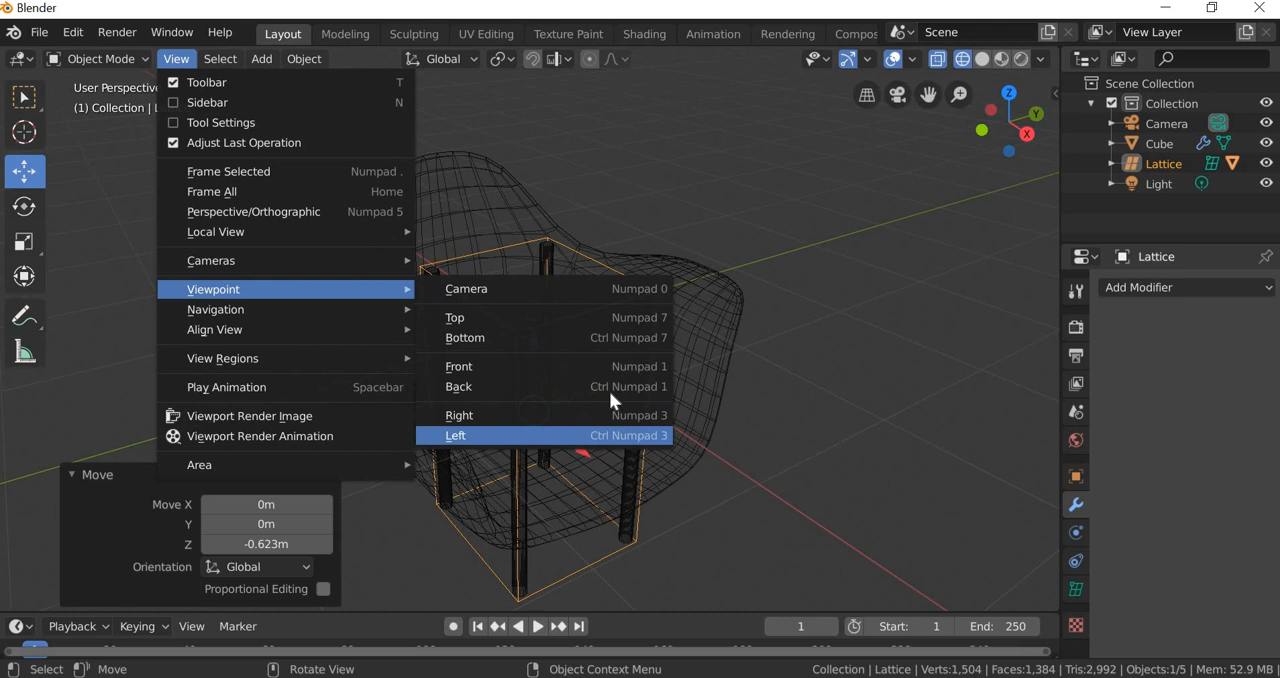 Blender
File Edit Render Window Help Layout Modeling Sculpting UV Editing Texture Paint Shading Animation Rendering Compos Scene View Layer
Object Mode View Select Add Object Global
User Perspective
(1) Collection | L
Toolbar T
Sidebar N
Tool Settings
Adjust Last Operation
Frame Selected Numpad .
Frame All Home
Perspective/Orthographic Numpad 5
Local View
Cameras
Viewpoint
Navigation
Align View
View Regions
Play Animation Spacebar
Viewport Render Image
Viewport Render Animation
Area
Camera Numpad 0
Top Numpad 7
Bottom Ctrl Numpad 7
Front Numpad 1
Back Ctrl Numpad 1
Right Numpad 3
Left Ctrl Numpad 3
Z
Y
X
Scene Collection
Collection
Camera
Cube
Lattice
Light
Lattice
Add Modifier
Move
Move X 0m
Y 0m
Z -0.623m
Orientation Global
Proportional Editing
Playback Keying View Marker 1 Start: 1 End: 250
Select Move Rotate View Object Context Menu Collection | Lattice | Verts:1,504 | Faces:1,384 | Tris:2,992 | Objects:1/5 | Mem: 52.9 MB |